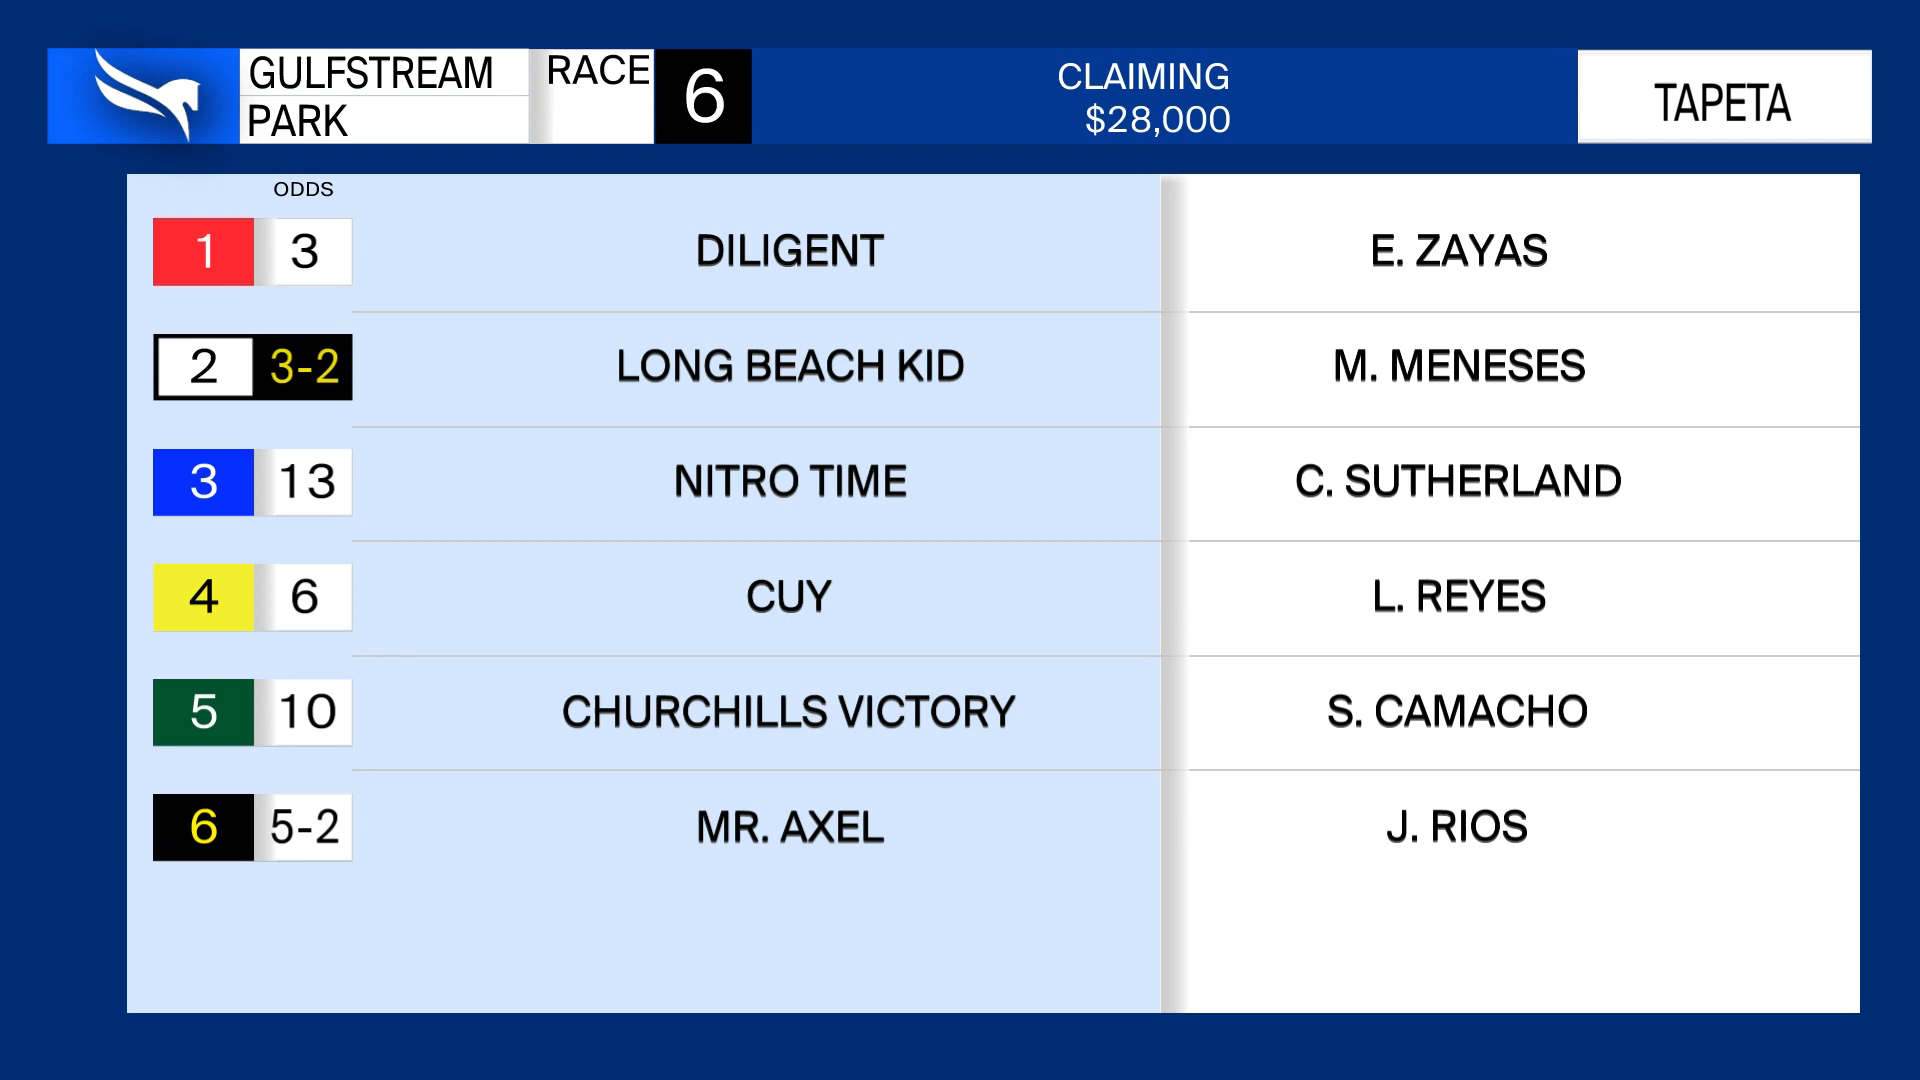 GULFSTREAM
PARK
RACE
6
CLAIMING
$28,000
TAPETA
ODDS
1 3 DILIGENT E. ZAYAS
2 3-2 LONG BEACH KID M. MENESES
3 13 NITRO TIME C. SUTHERLAND
4 6 CUY L. REYES
5 10 CHURCHILLS VICTORY S. CAMACHO
6 5-2 MR. AXEL J. RIOS